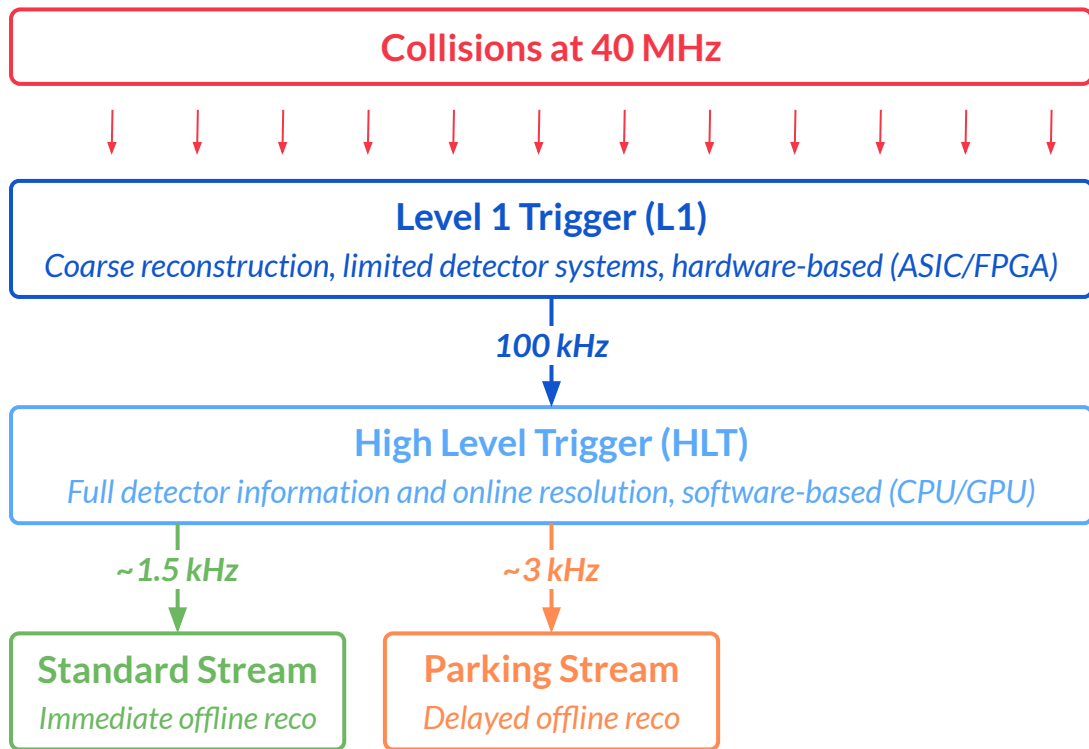 Collisions at 40 MHz
Level 1 Trigger (L1)
Coarse reconstruction, limited detector systems, hardware-based (ASIC/FPGA)
100 kHz
High Level Trigger (HLT)
Full detector information and online resolution, software-based (CPU/GPU)
~1.5 kHz
~3 kHz
Standard Stream
Immediate offline reco
Parking Stream
Delayed offline reco